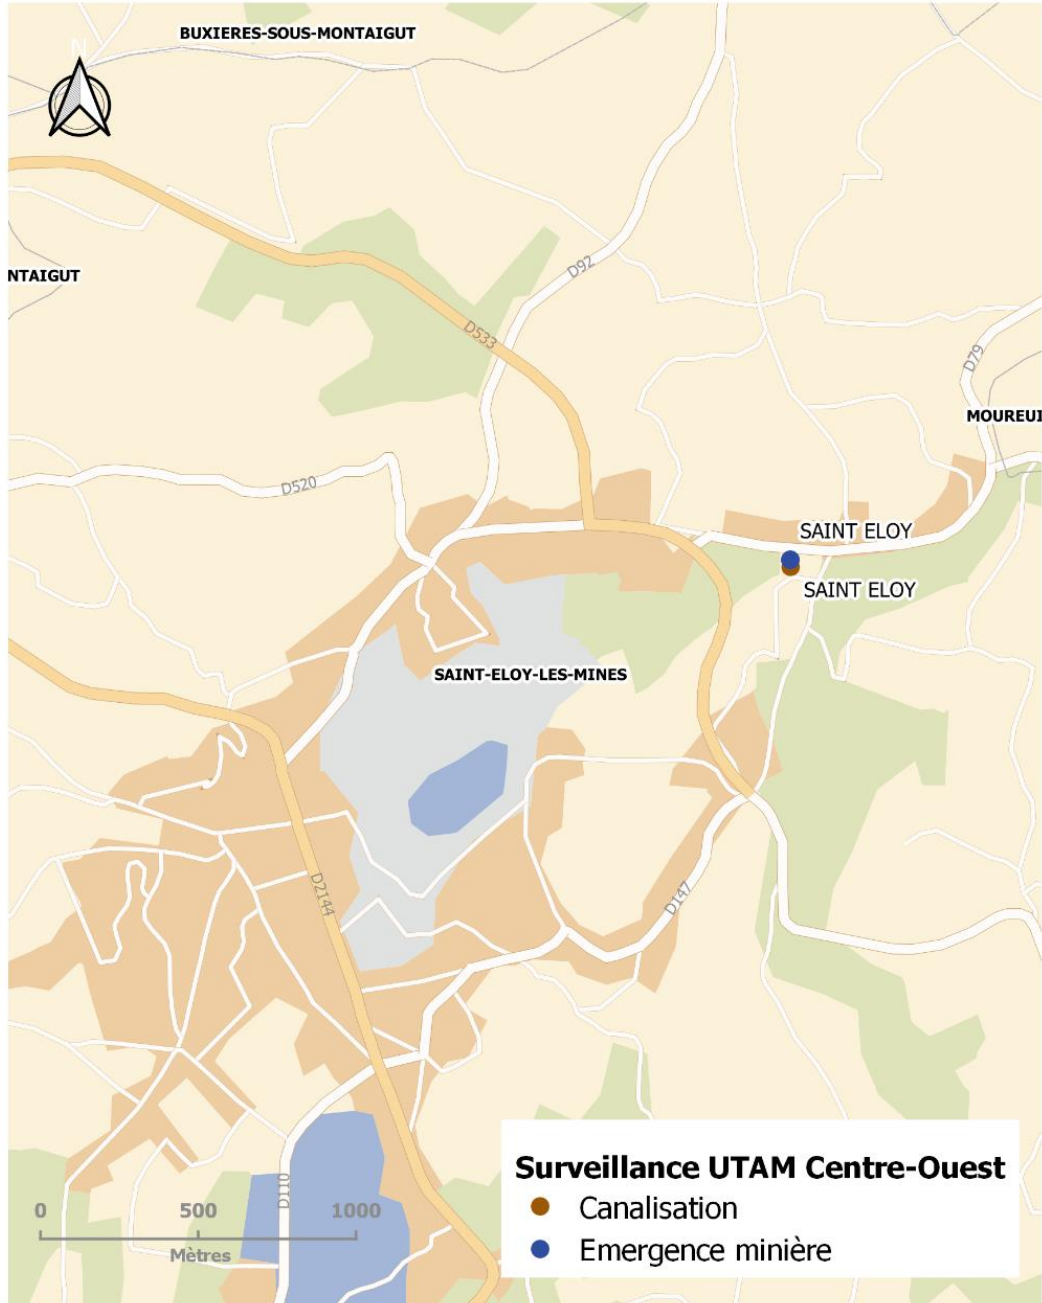 BUXIERES-SOUS-MONTAIGUT
N
D92
NTAIGUT
D533
D79
MOUREUI
D520
SAINT ELOY
SAINT ELOY
SAINT-ELOY-LES-MINES
D2144
D147
D110
Surveillance UTAM Centre-Ouest
Canalisation
Emergence minière
0 500 1000
Mètres